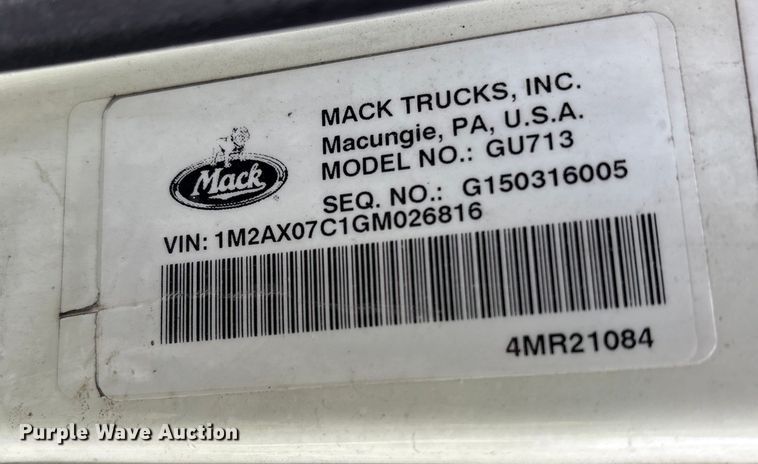 MACK TRUCKS, INC.
Macungie, PA, U.S.A.
MODEL NO.: GU713
SEQ. NO.: G150316005
Mack
VIN: 1M2AX07C1GM026816
4MR21084
Purple Wave Auction